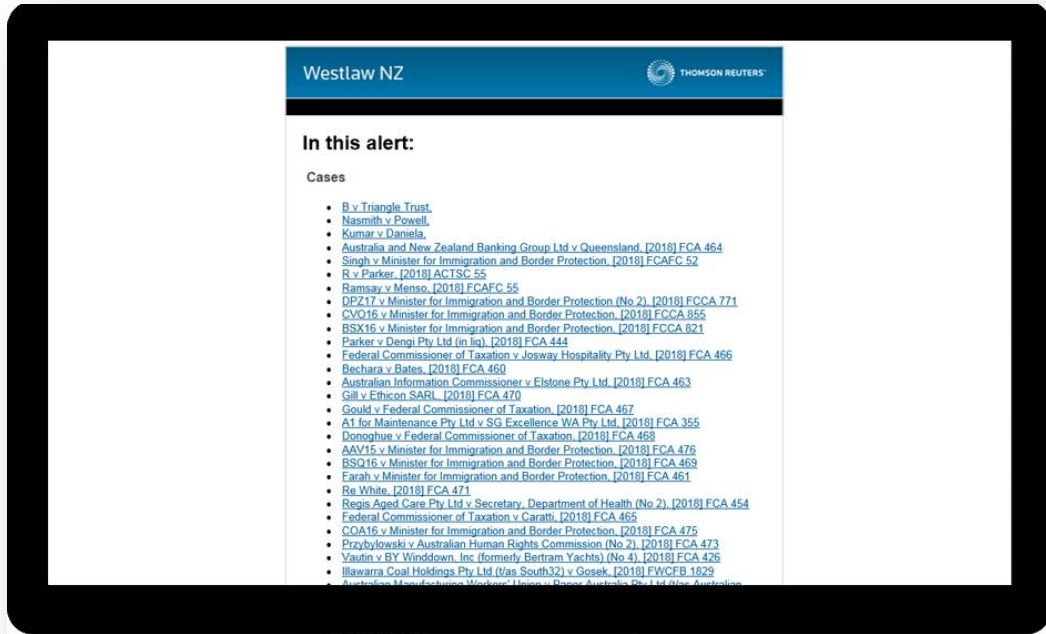 Westlaw NZ
THOMSON REUTERS™
In this alert:
Cases
• B v Triangle Trust,
• Nasmith v Powell,
• Kumar v Daniela,
• Australia and New Zealand Banking Group Ltd v Queensland, [2018] FCA 464
• Singh v Minister for Immigration and Border Protection, [2018] FCAFC 52
• R v Parker, [2018] ACTSC 55
• Ramsay v Menso, [2018] FCAFC 55
• DPZ17 v Minister for Immigration and Border Protection (No 2), [2018] FCCA 771
• CVO16 v Minister for Immigration and Border Protection, [2018] FCCA 855
• BSX16 v Minister for Immigration and Border Protection, [2018] FCCA 821
• Parker v Dengi Pty Ltd (in liq), [2018] FCA 444
• Federal Commissioner of Taxation v Josway Hospitality Pty Ltd, [2018] FCA 466
• Bechara v Bates, [2018] FCA 460
• Australian Information Commissioner v Elstone Pty Ltd, [2018] FCA 463
• Gill v Ethicon SARL, [2018] FCA 470
• Gould v Federal Commissioner of Taxation, [2018] FCA 467
• A1 for Maintenance Pty Ltd v SG Excellence WA Pty Ltd, [2018] FCA 355
• Donoghue v Federal Commissioner of Taxation, [2018] FCA 468
• AAV15 v Minister for Immigration and Border Protection, [2018] FCA 476
• BSQ16 v Minister for Immigration and Border Protection, [2018] FCA 469
• Farah v Minister for Immigration and Border Protection, [2018] FCA 461
• Re White, [2018] FCA 471
• Regis Aged Care Pty Ltd v Secretary, Department of Health (No 2), [2018] FCA 454
• Federal Commissioner of Taxation v Caratti, [2018] FCA 465
• COA16 v Minister for Immigration and Border Protection, [2018] FCA 475
• Przybylowski v Australian Human Rights Commission (No 2), [2018] FCA 473
• Vautin v BY Winddown, Inc (formerly Bertram Yachts) (No 4), [2018] FCA 426
• Illawarra Coal Holdings Pty Ltd (t/as South32) v Gosek, [2018] FWCFB 1829
• Australian Manufacturing Workers' Union v Paper Australia Pty Ltd (t/as Australian